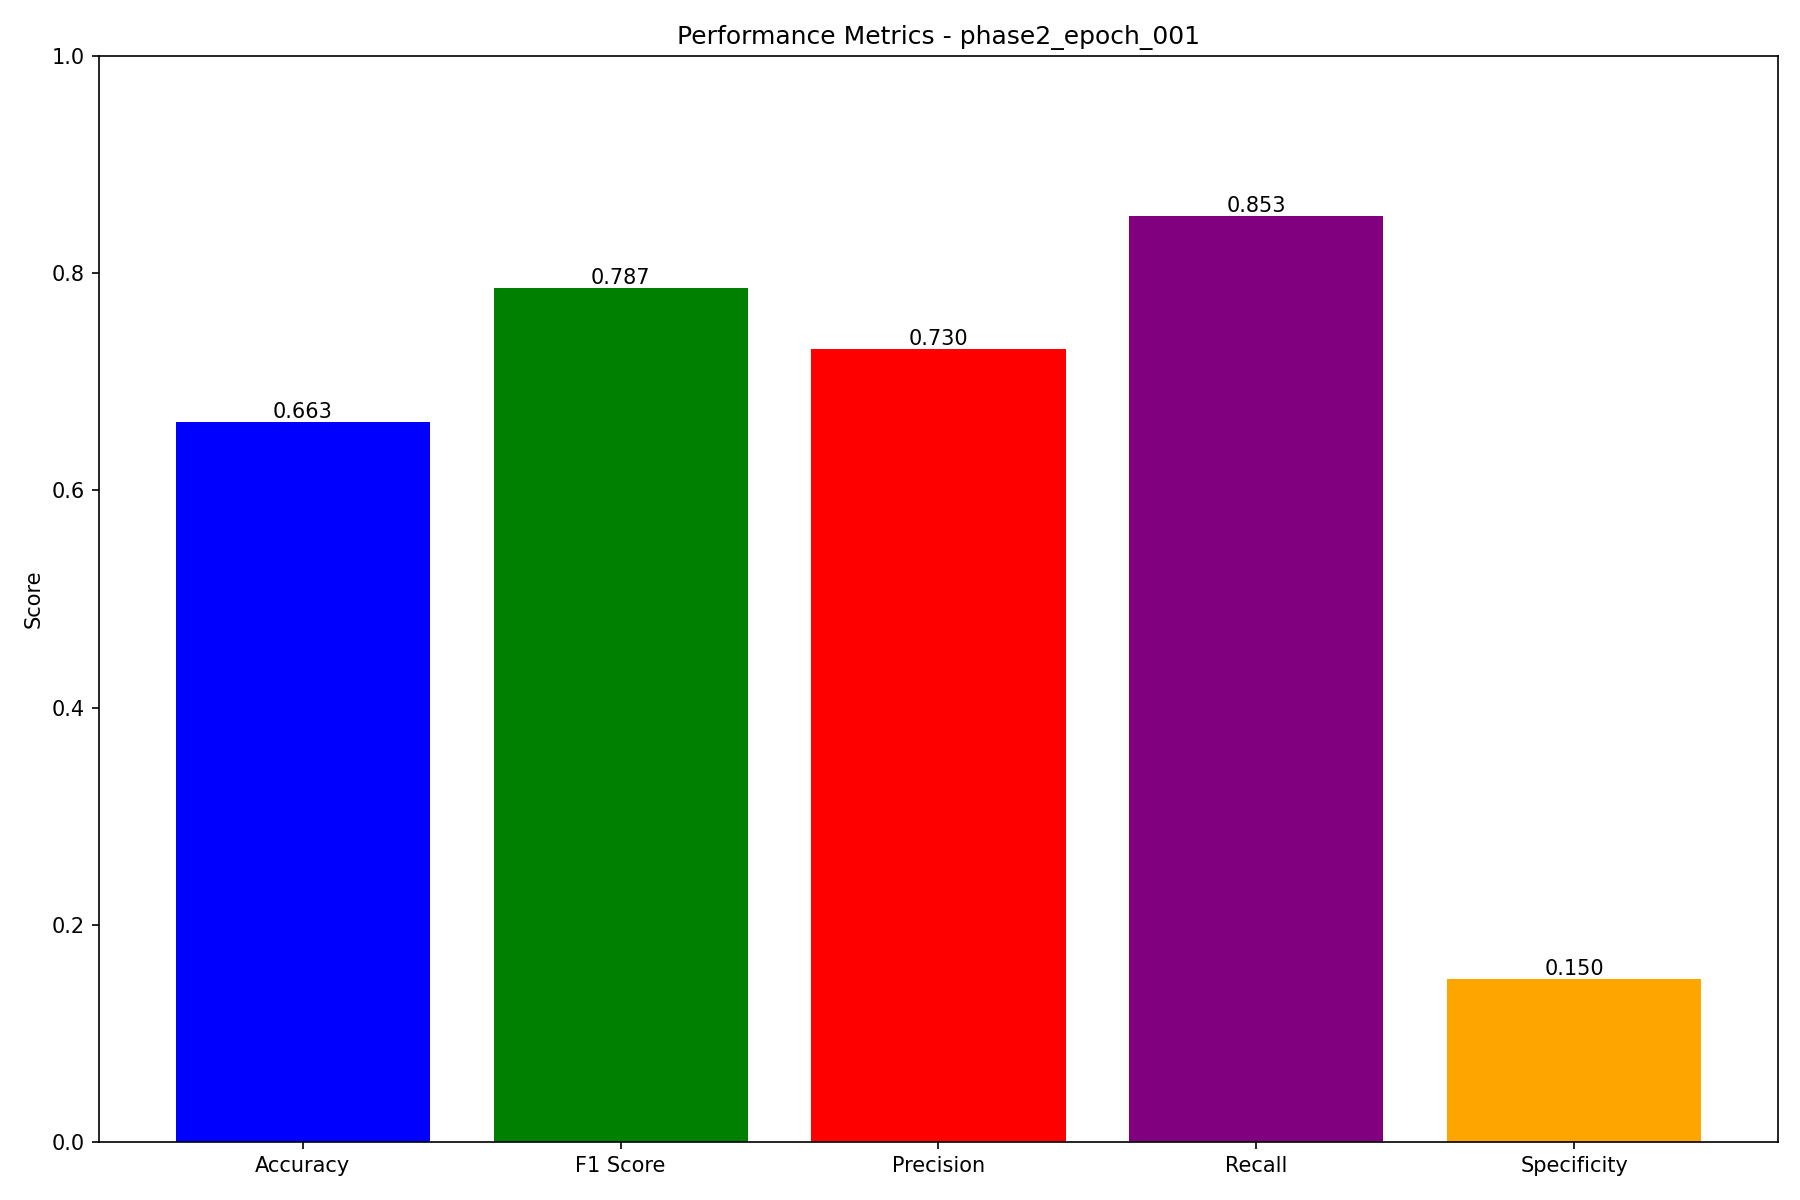 Performance Metrics - phase2_epoch_001
1.0
0.8
0.6
0.4
0.2
0.0
Score
0.663
0.787
0.730
0.853
0.150
Accuracy
F1 Score
Precision
Recall
Specificity